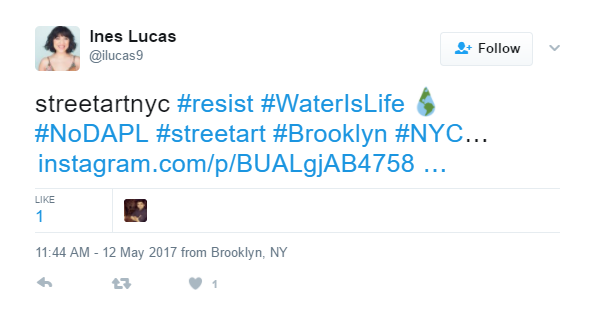 Ines Lucas
@ilucas9
Follow
streetartnyc #resist #WaterIsLife
#NoDAPL #streetart #Brooklyn #NYC…
instagram.com/p/BUALgjAB4758 …
LIKE
1
11:44 AM - 12 May 2017 from Brooklyn, NY
1